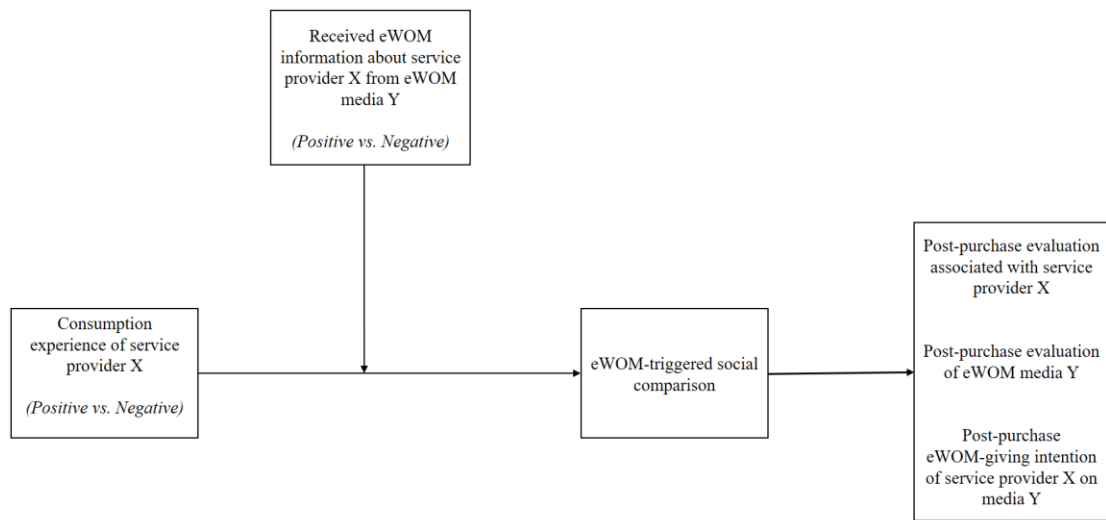 Received eWOM
information about service
provider X from eWOM
media Y
(Positive vs. Negative)
Consumption
experience of service
provider X
(Positive vs. Negative)
eWOM-triggered social
comparison
Post-purchase evaluation
associated with service
provider X
Post-purchase evaluation
of eWOM media Y
Post-purchase
eWOM-giving intention
of service provider X on
media Y